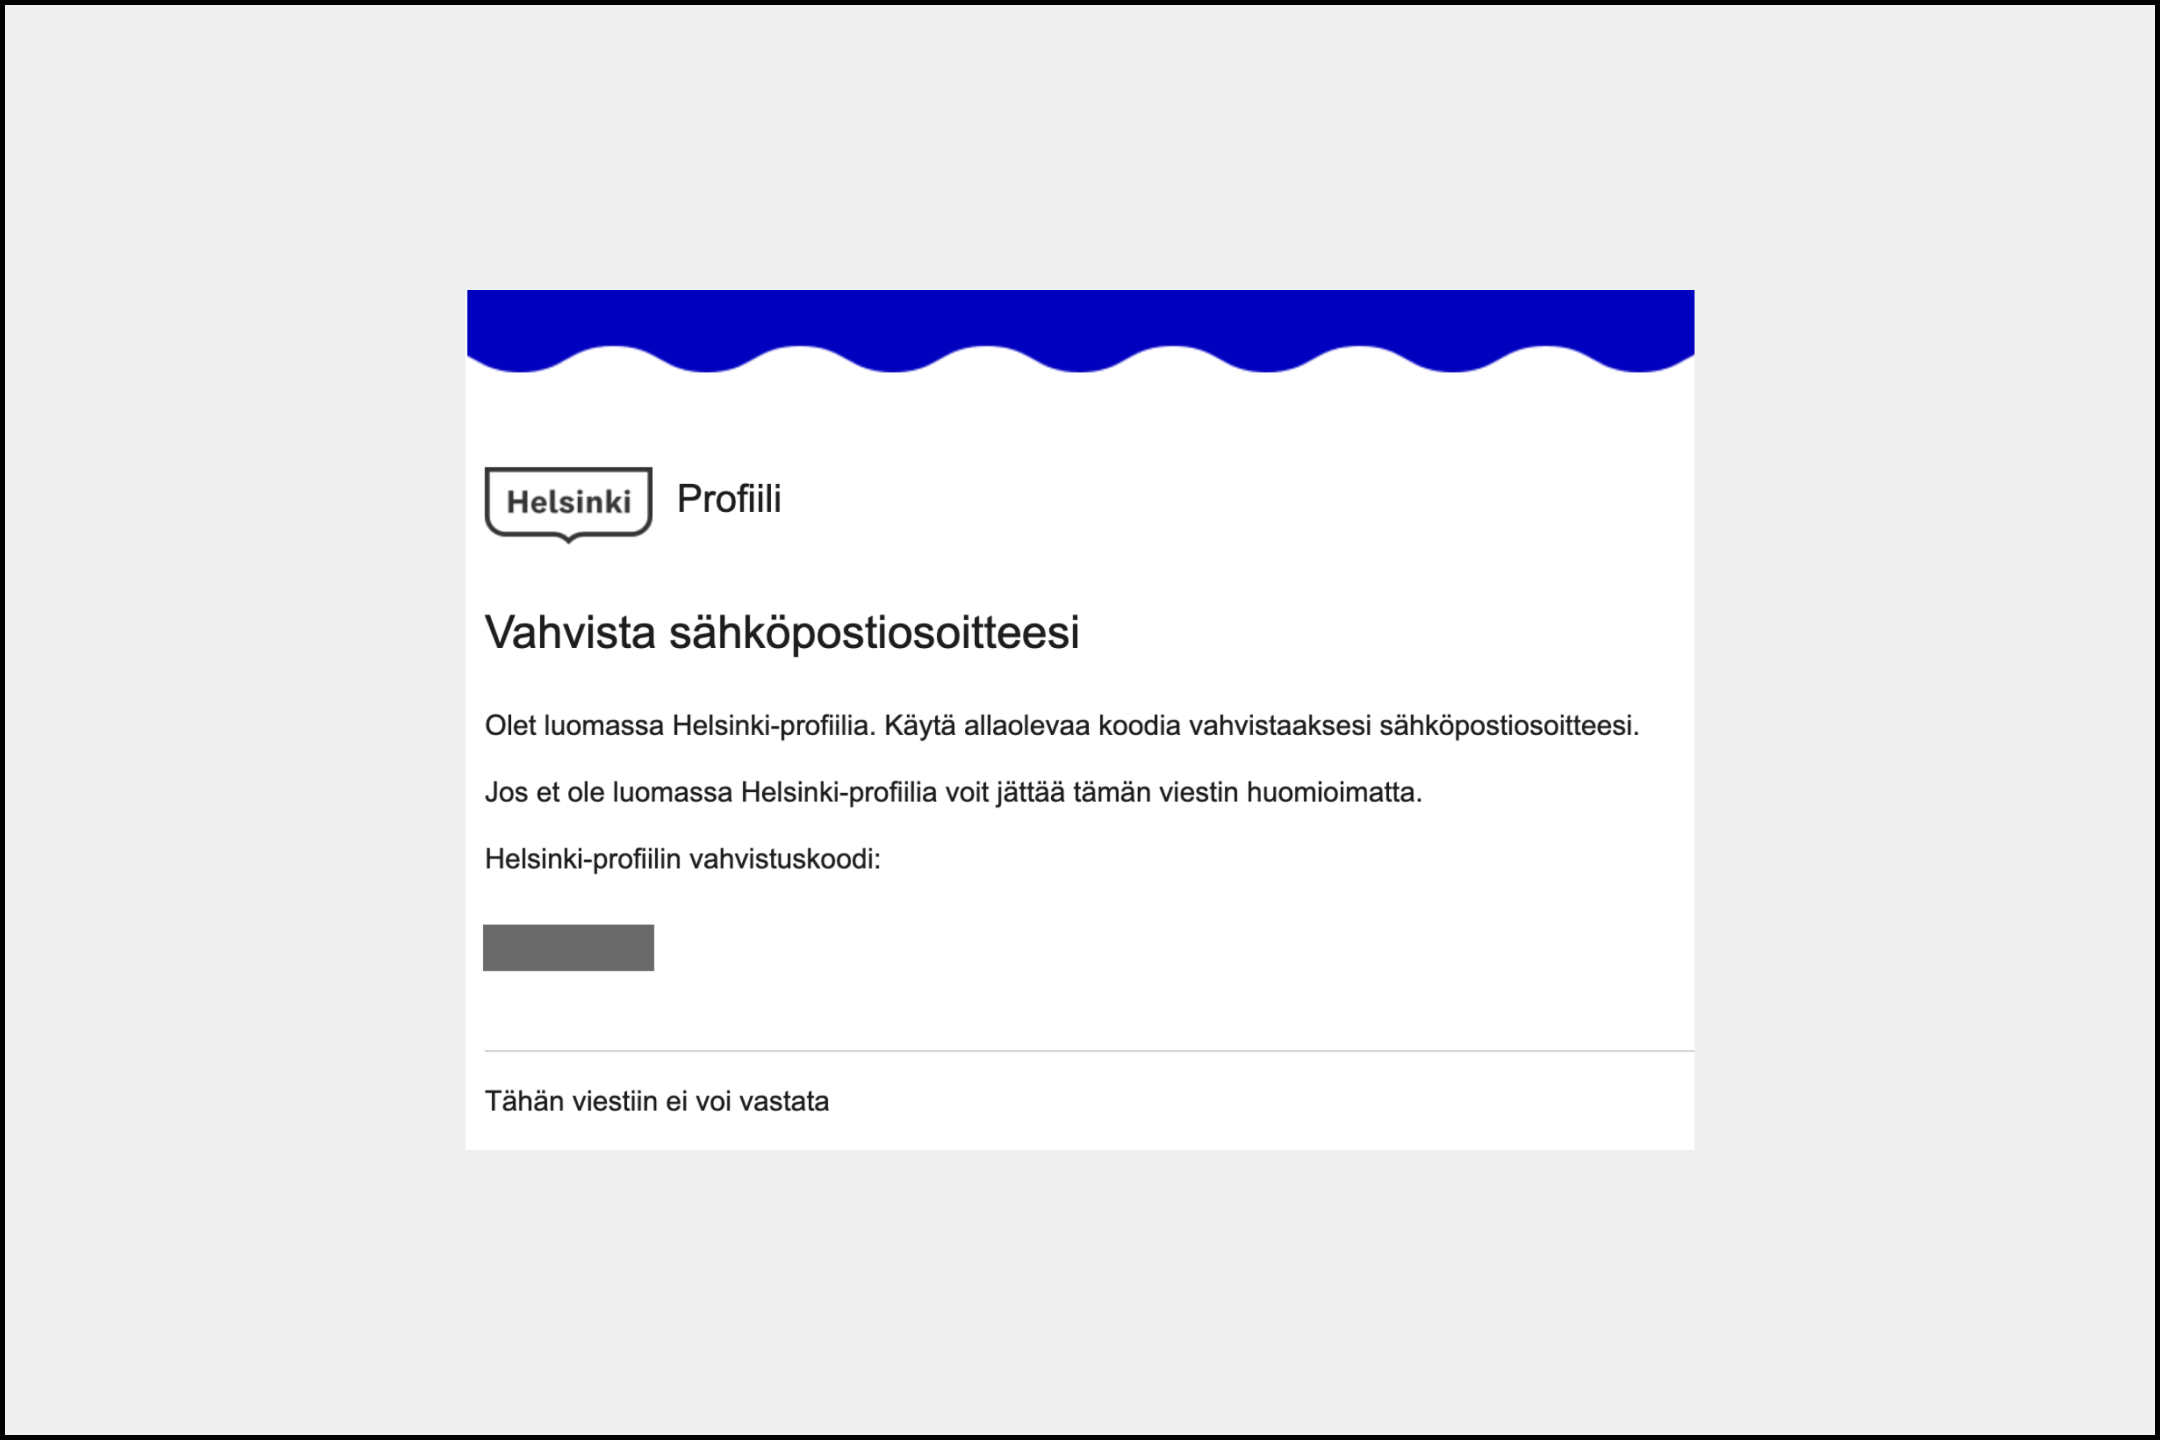 Helsinki Profiili
Vahvista sähköpostiosoitteesi
Olet luomassa Helsinki-profiilia. Käytä allaolevaa koodia vahvistaaksesi sähköpostiosoitteesi.
Jos et ole luomassa Helsinki-profiilia voit jättää tämän viestin huomioimatta.
Helsinki-profiilin vahvistuskoodi:
Tähän viestiin ei voi vastata